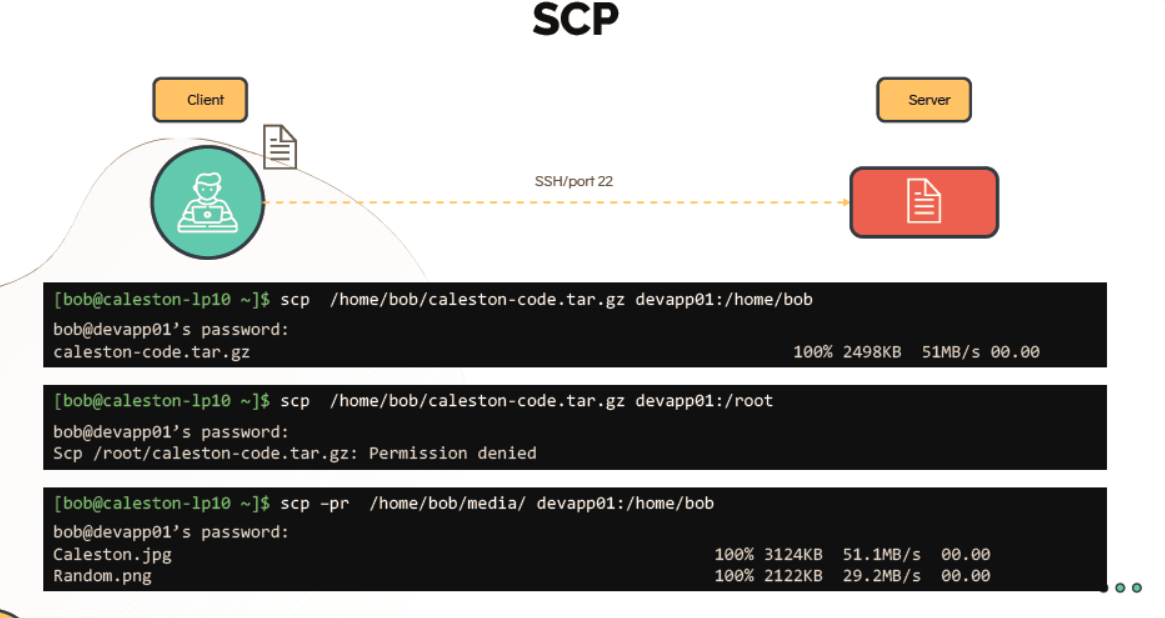 SCP
Client
Server
SSH/port 22
[bob@caleston-lp10 ~]$ scp  /home/bob/caleston-code.tar.gz devapp01:/home/bob
bob@devapp01’s password:
caleston-code.tar.gz 100% 2498KB  51MB/s 00.00
[bob@caleston-lp10 ~]$ scp  /home/bob/caleston-code.tar.gz devapp01:/root
bob@devapp01’s password:
Scp /root/caleston-code.tar.gz: Permission denied
[bob@caleston-lp10 ~]$ scp –pr  /home/bob/media/ devapp01:/home/bob
bob@devapp01’s password:
Caleston.jpg 100% 3124KB  51.1MB/s  00.00
Random.png 100% 2122KB  29.2MB/s  00.00